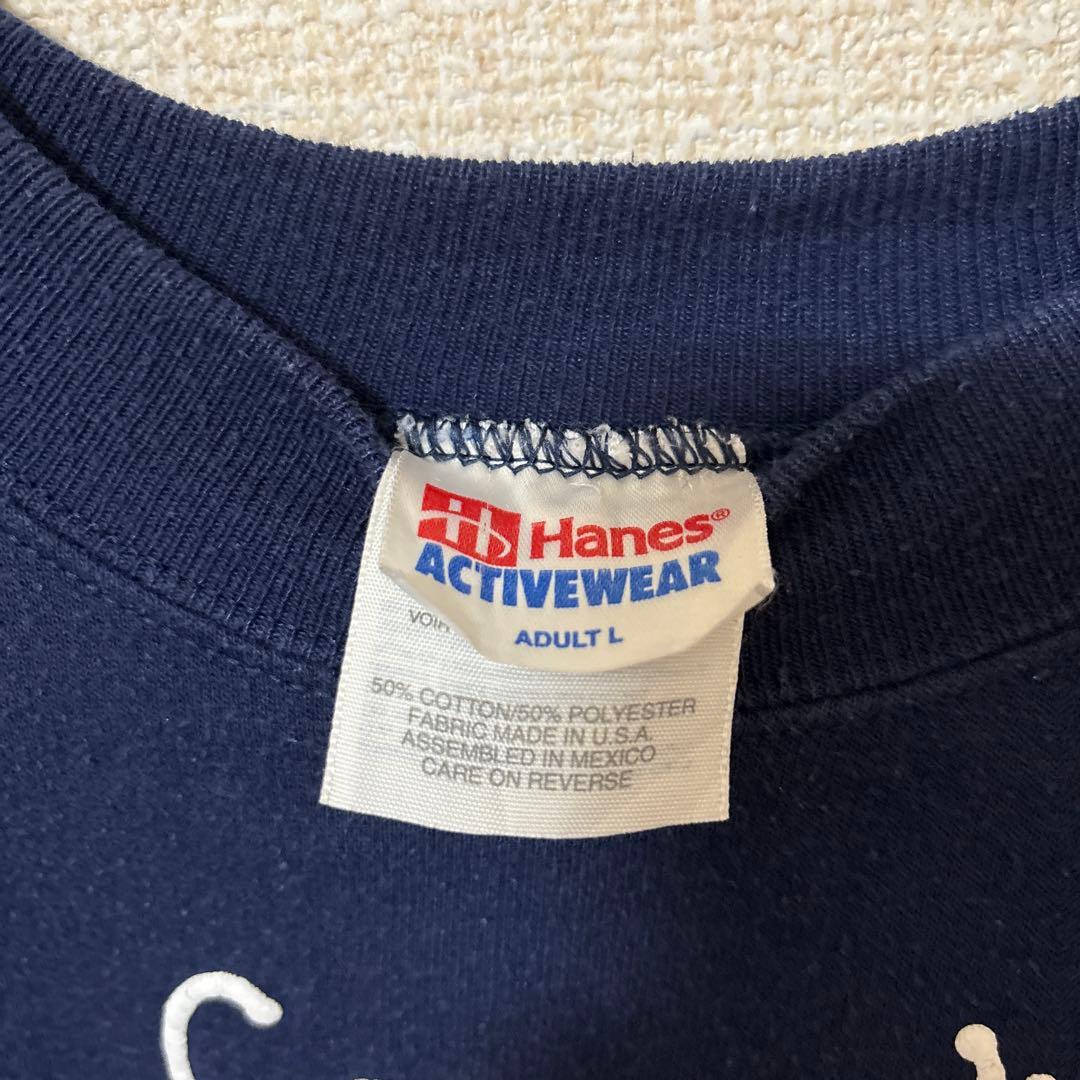 Hanes®
ACTIVEWEAR
ADULT L
50% COTTON/50% POLYESTER
FABRIC MADE IN U.S.A.
ASSEMBLED IN MEXICO
CARE ON REVERSE